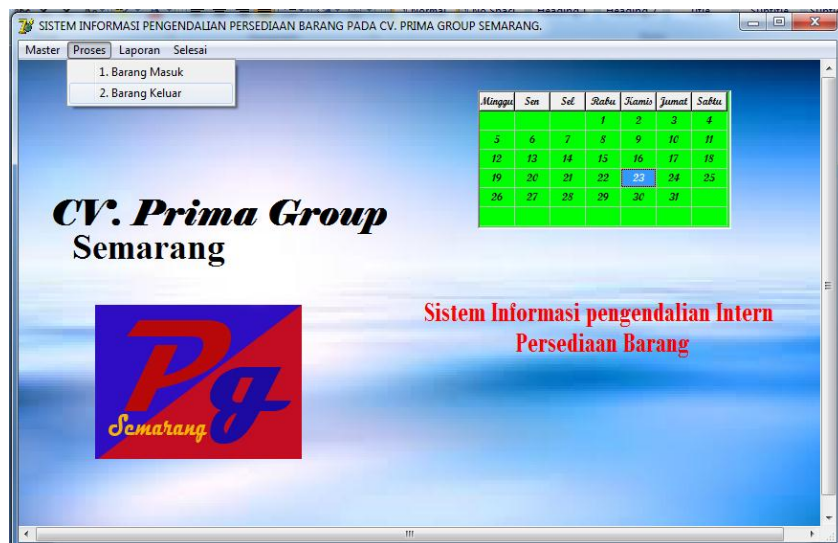 SISTEM INFORMASI PENGENDALIAN PERSEDIAAN BARANG PADA CV. PRIMA GROUP SEMARANG.
Master Proses Laporan Selesai
1. Barang Masuk
2. Barang Keluar
Minggu Sen Sel Rabu Kamis Jumat Sabtu
1 2 3 4
5 6 7 8 9 10 11
12 13 14 15 16 17 18
19 20 21 22 23 24 25
26 27 28 29 30 31
CV. Prima Group
Semarang
Pg
Semarang
Sistem Informasi pengendalian Intern
Persediaan Barang